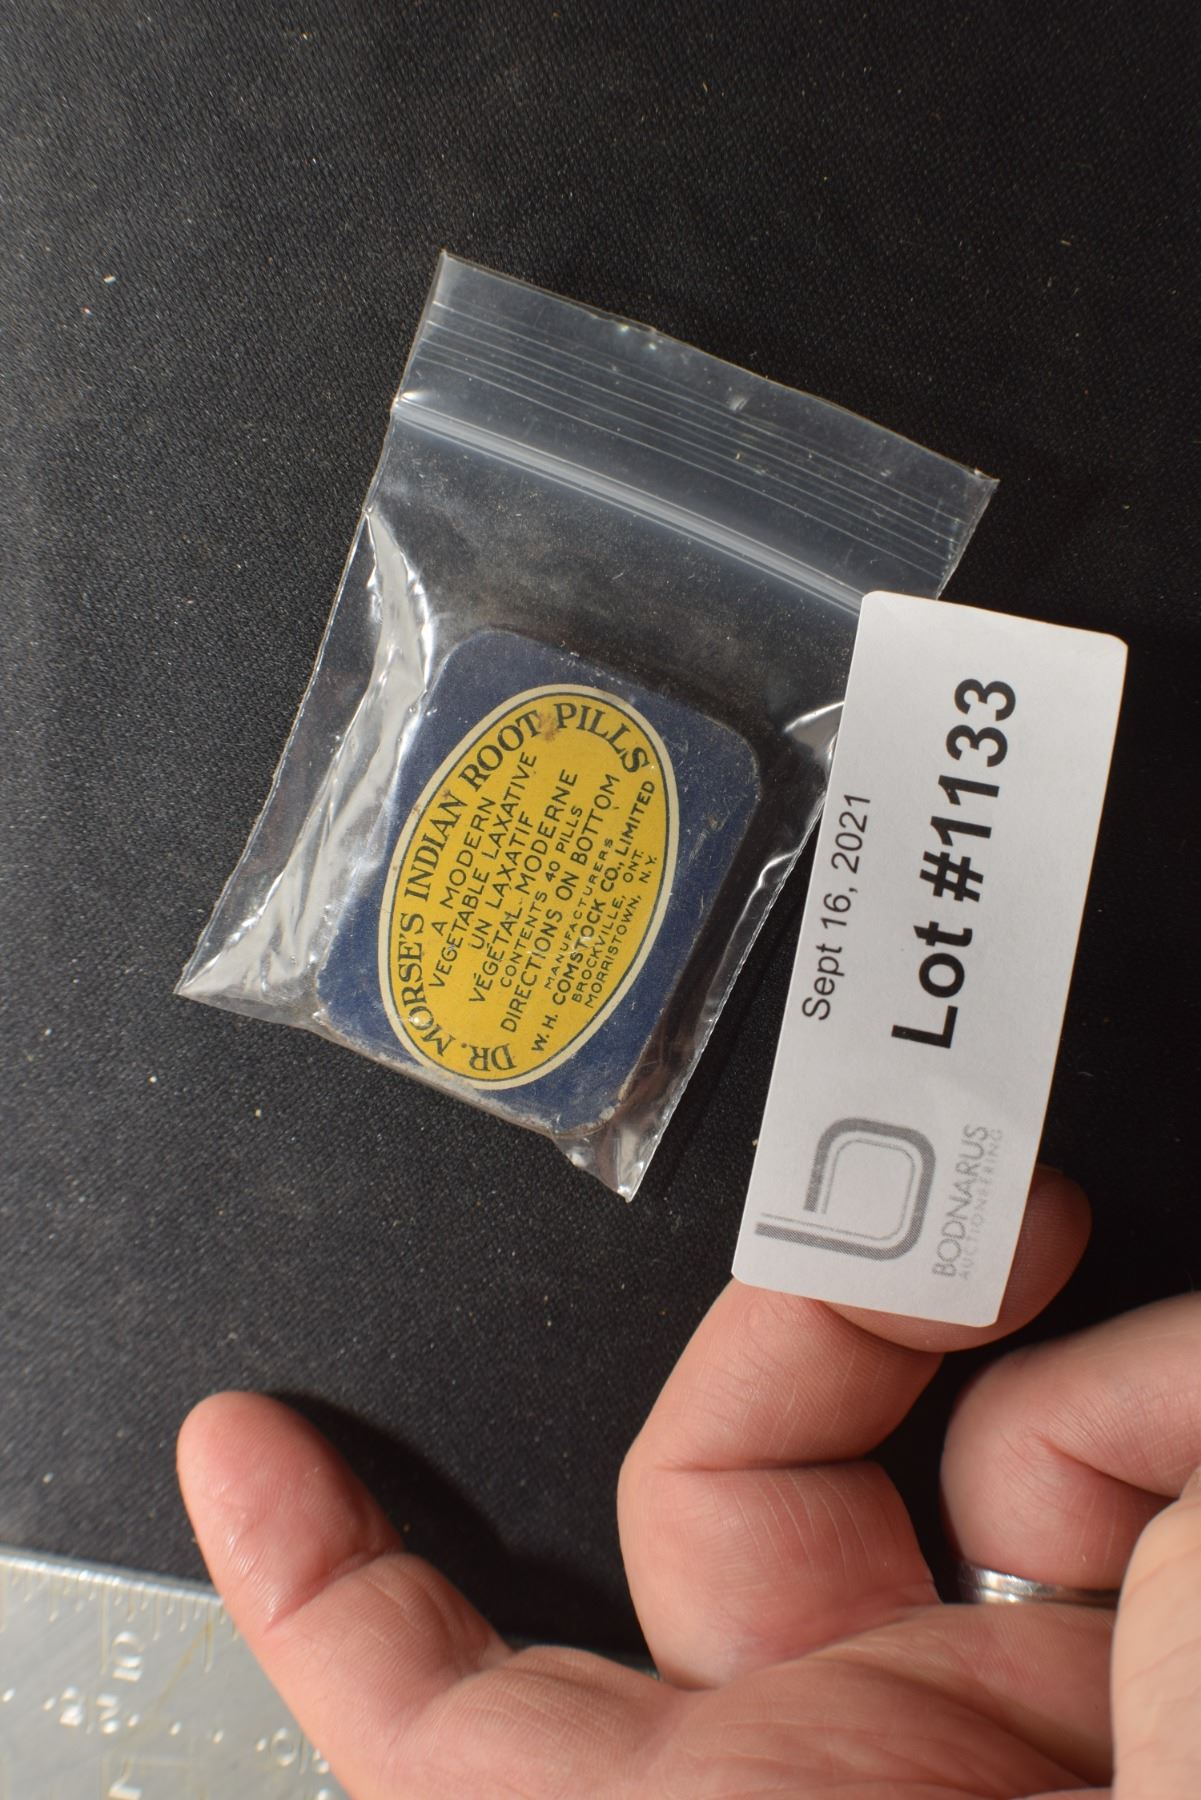 DR. MORSE'S INDIAN ROOT PILLS
A MODERN
VEGETABLE LAXATIVE
UN LAXATIF
VÉGÉTAL MODERNE
CONTENTS 40 PILLS
DIRECTIONS ON BOTTOM
MANUFACTURERS
W. H. COMSTOCK CO., LIMITED
BROCKVILLE, ONT.
MORRISTOWN, N.Y.
Sept 16, 2021
Lot #1133
BODNARUS
AUCTIONEERING
10